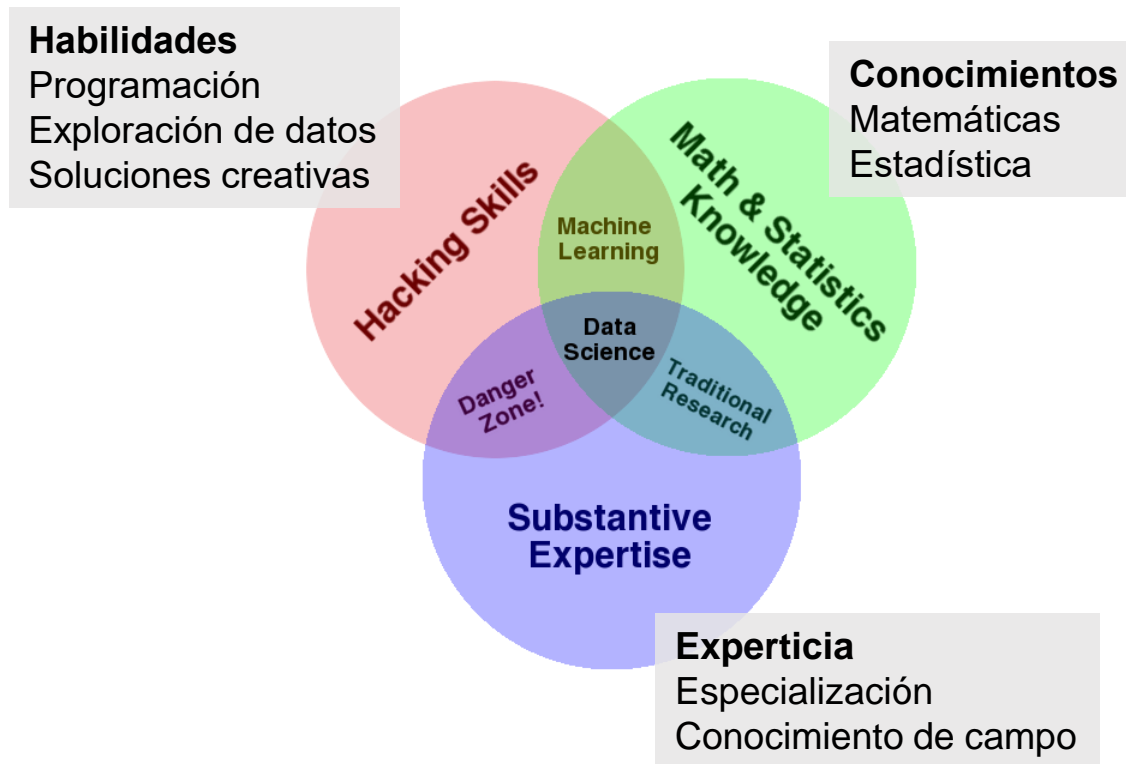 Habilidades
Programación
Exploración de datos
Soluciones creativas
Conocimientos
Matemáticas
Estadística
Hacking Skills
Math & Statistics
Knowledge
Machine
Learning
Data
Science
Danger
Zone!
Traditional
Research
Substantive
Expertise
Experticia
Especialización
Conocimiento de campo